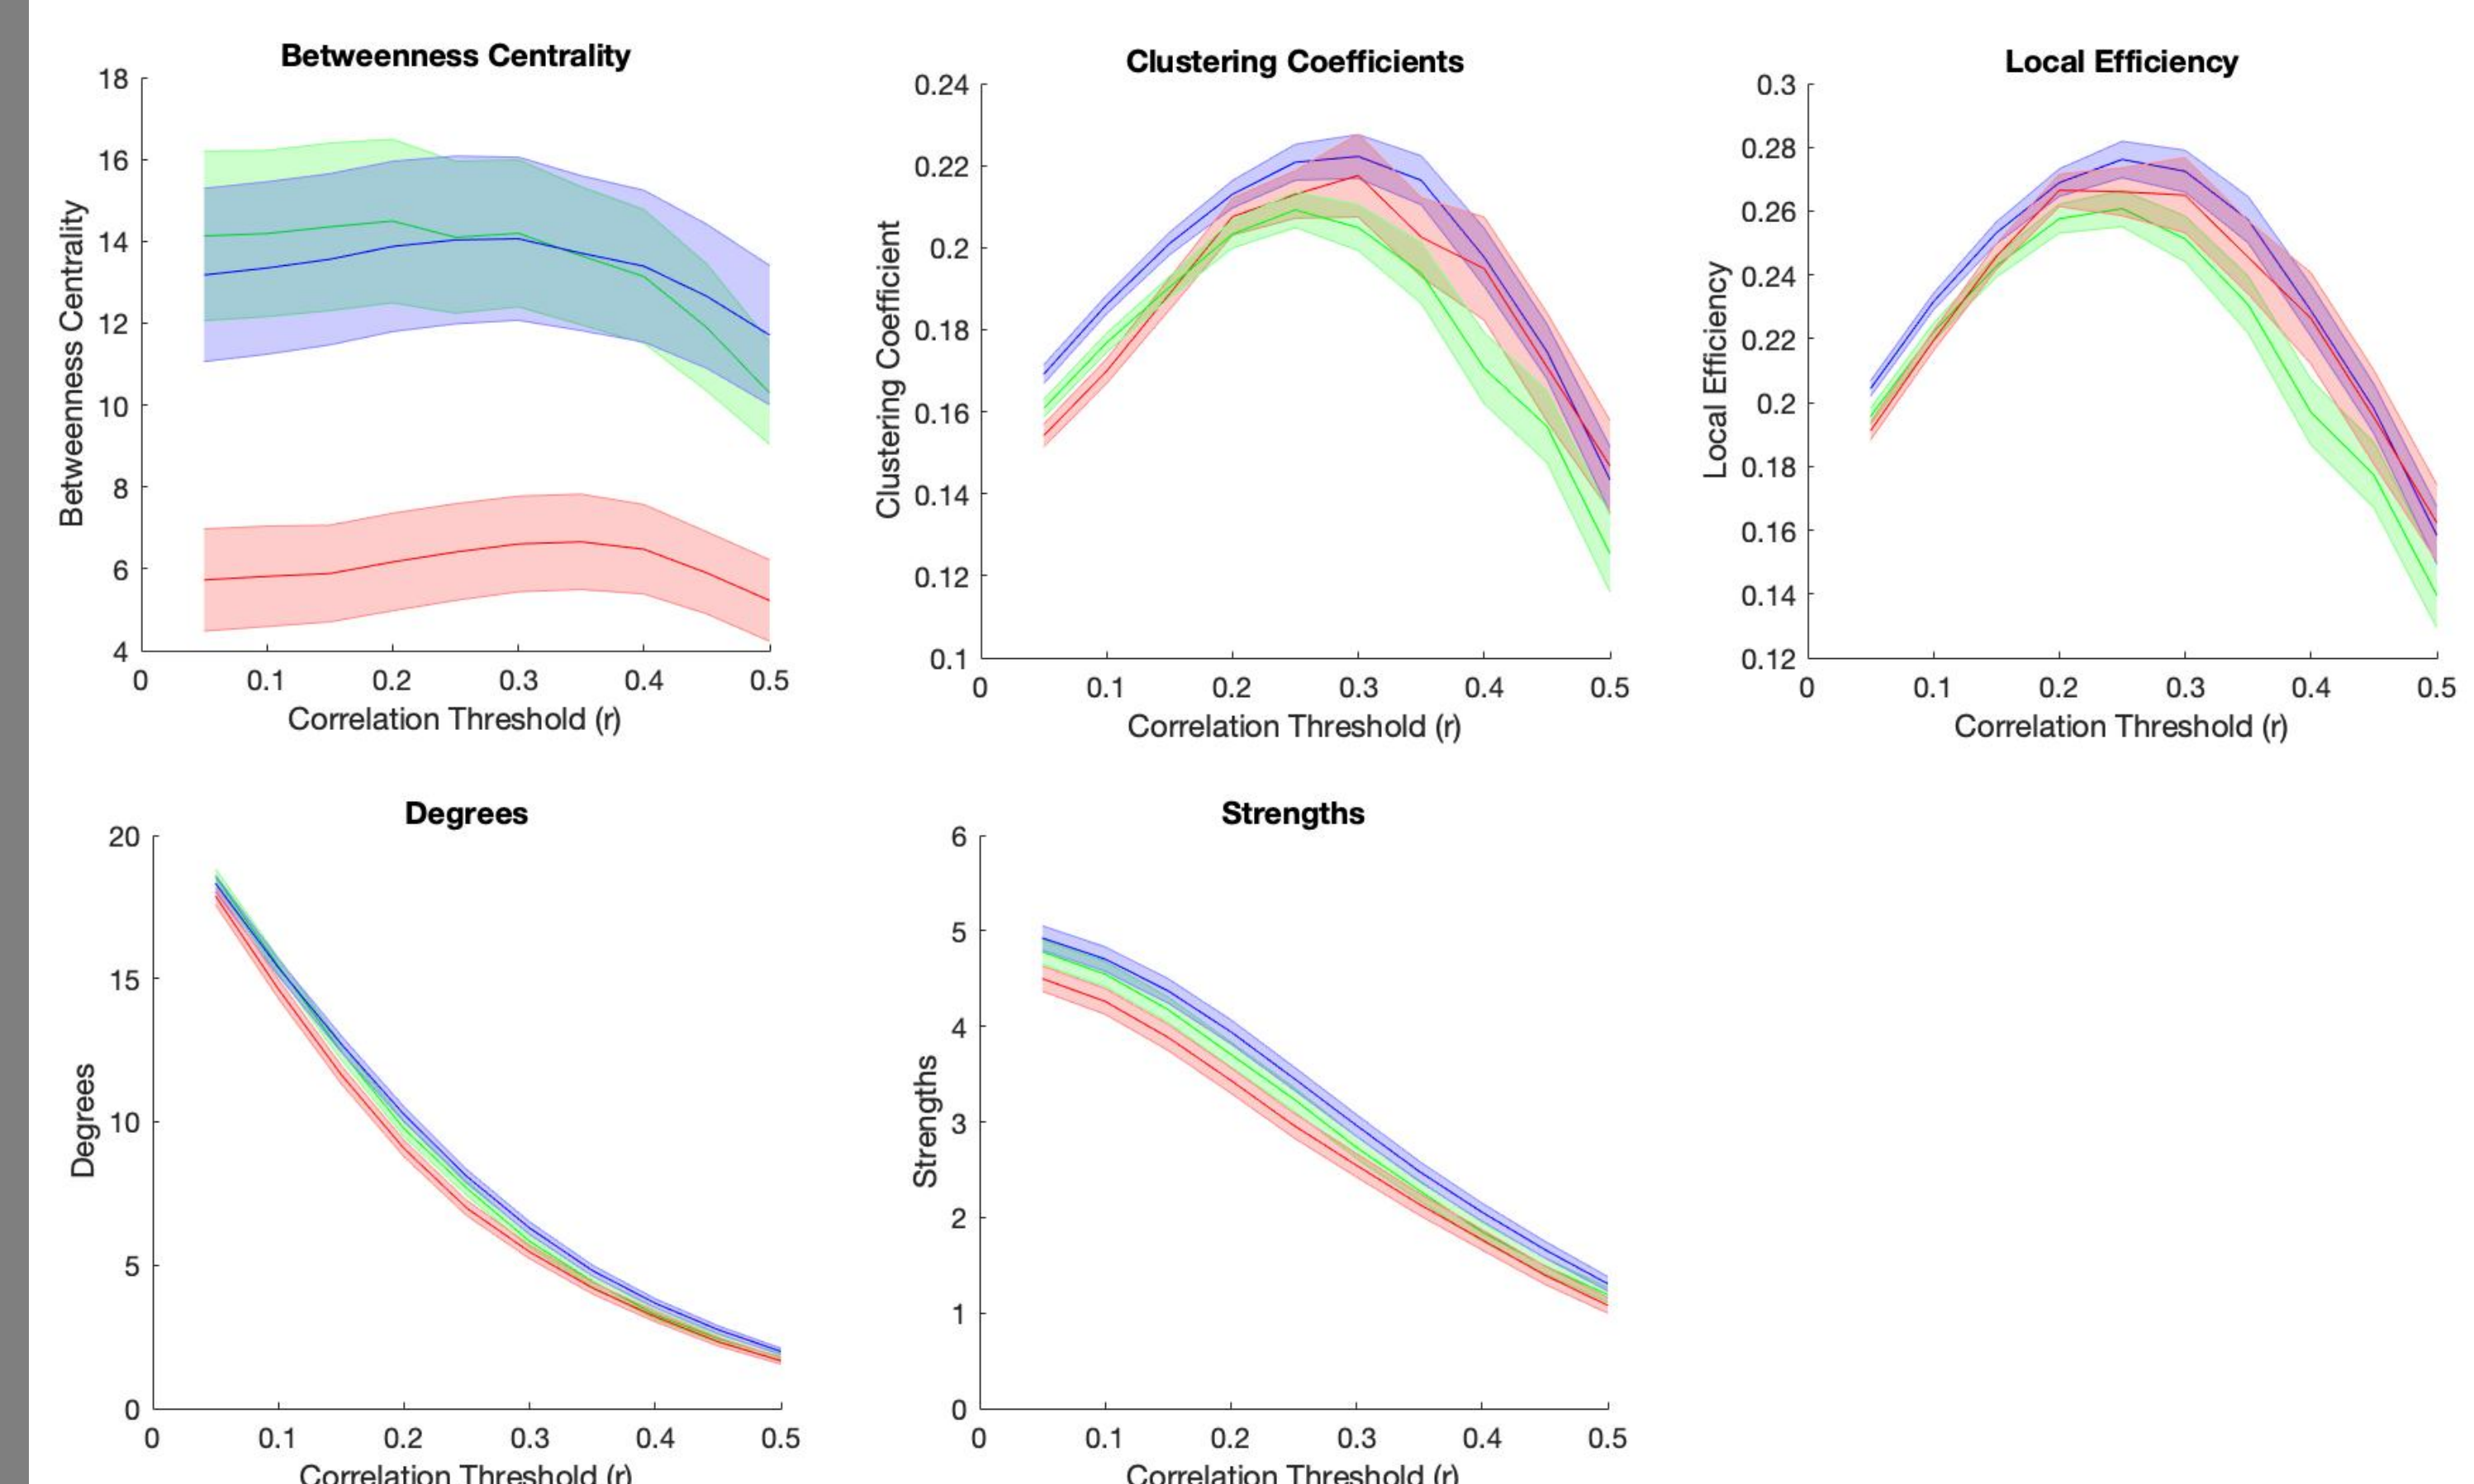 Betweenness Centrality
18
16
14
12
10
8
6
4
Betweenness Centrality
0 0.1 0.2 0.3 0.4 0.5
Correlation Threshold (r)
Clustering Coefficients
0.24
0.22
0.2
0.18
0.16
0.14
0.12
0.1
Clustering Coefficient
0 0.1 0.2 0.3 0.4 0.5
Correlation Threshold (r)
Local Efficiency
0.3
0.28
0.26
0.24
0.22
0.2
0.18
0.16
0.14
0.12
Local Efficiency
0 0.1 0.2 0.3 0.4 0.5
Correlation Threshold (r)
Degrees
20
15
10
5
0
Degrees
0 0.1 0.2 0.3 0.4 0.5
Correlation Threshold (r)
Strengths
6
5
4
3
2
1
0
Strengths
0 0.1 0.2 0.3 0.4 0.5
Correlation Threshold (r)